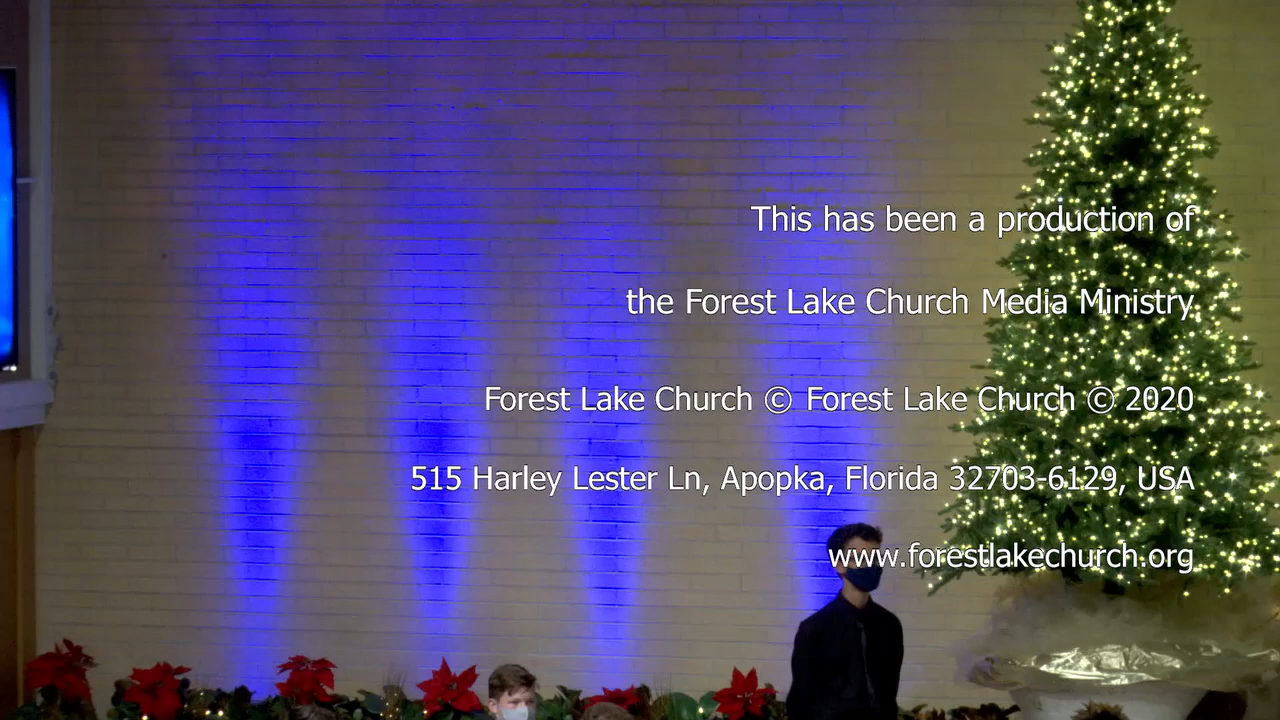 This has been a production of
the Forest Lake Church Media Ministry
Forest Lake Church © Forest Lake Church © 2020
515 Harley Lester Ln, Apopka, Florida 32703-6129, USA
www.forestlakechurch.org